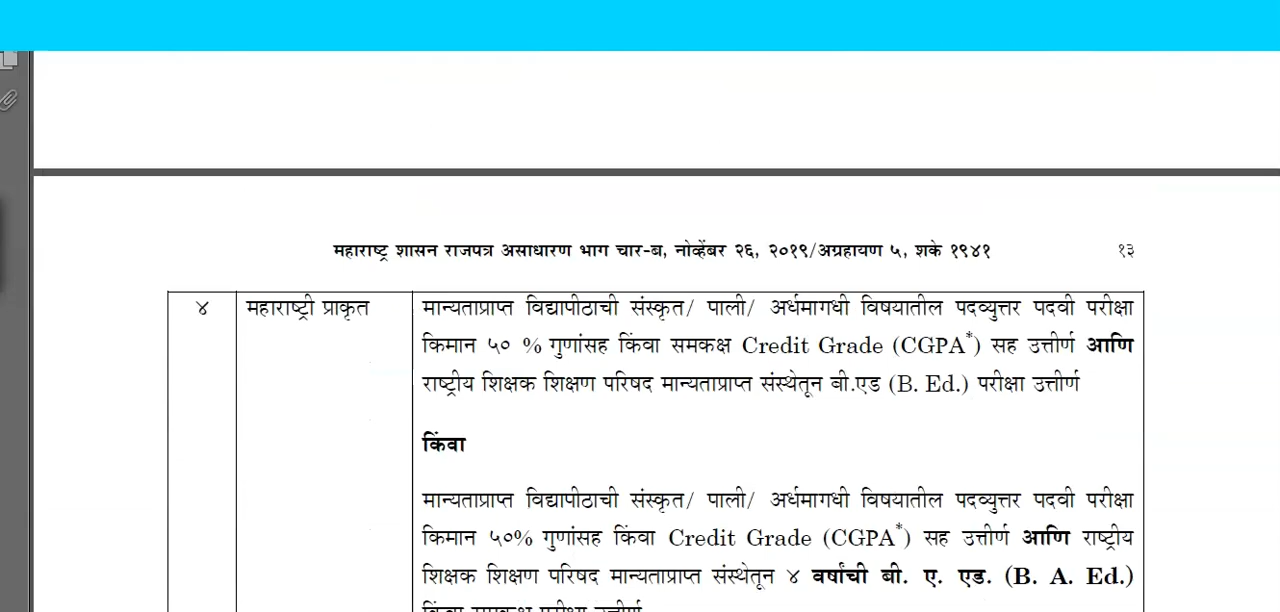 महाराष्ट्र शासन राजपत्र असाधारण भाग चार-ब, नोव्हेंबर २६, २०१९/अग्रहायण ५, शके १९४१ १३
४ महाराष्ट्री प्राकृत मान्यताप्राप्त विद्यापीठाची संस्कृत/ पाली/ अर्धमागधी विषयातील पदव्युत्तर पदवी परीक्षा
किमान ५० % गुणांसह किंवा समकक्ष Credit Grade (CGPA*) सह उत्तीर्ण आणि
राष्ट्रीय शिक्षक शिक्षण परिषद मान्यताप्राप्त संस्थेतून बी.एड (B. Ed.) परीक्षा उत्तीर्ण
किंवा
मान्यताप्राप्त विद्यापीठाची संस्कृत/ पाली/ अर्धमागधी विषयातील पदव्युत्तर पदवी परीक्षा
किमान ५०% गुणांसह किंवा Credit Grade (CGPA*) सह उत्तीर्ण आणि राष्ट्रीय
शिक्षक शिक्षण परिषद मान्यताप्राप्त संस्थेतून ४ वर्षांची बी. ए. एड. (B. A. Ed.)
किंवा समकक्ष परीक्षा उत्तीर्ण